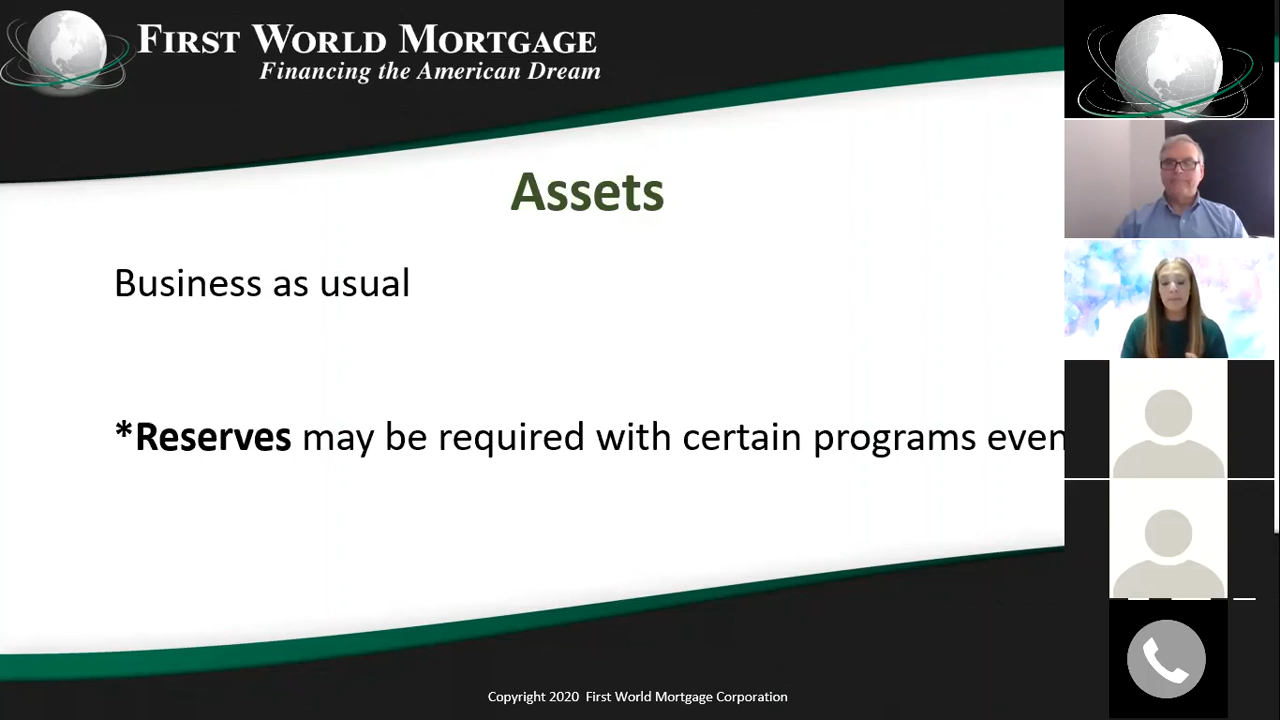 FIRST WORLD MORTGAGE
Financing the American Dream
Assets
Business as usual
*Reserves may be required with certain programs even
Copyright 2020 First World Mortgage Corporation